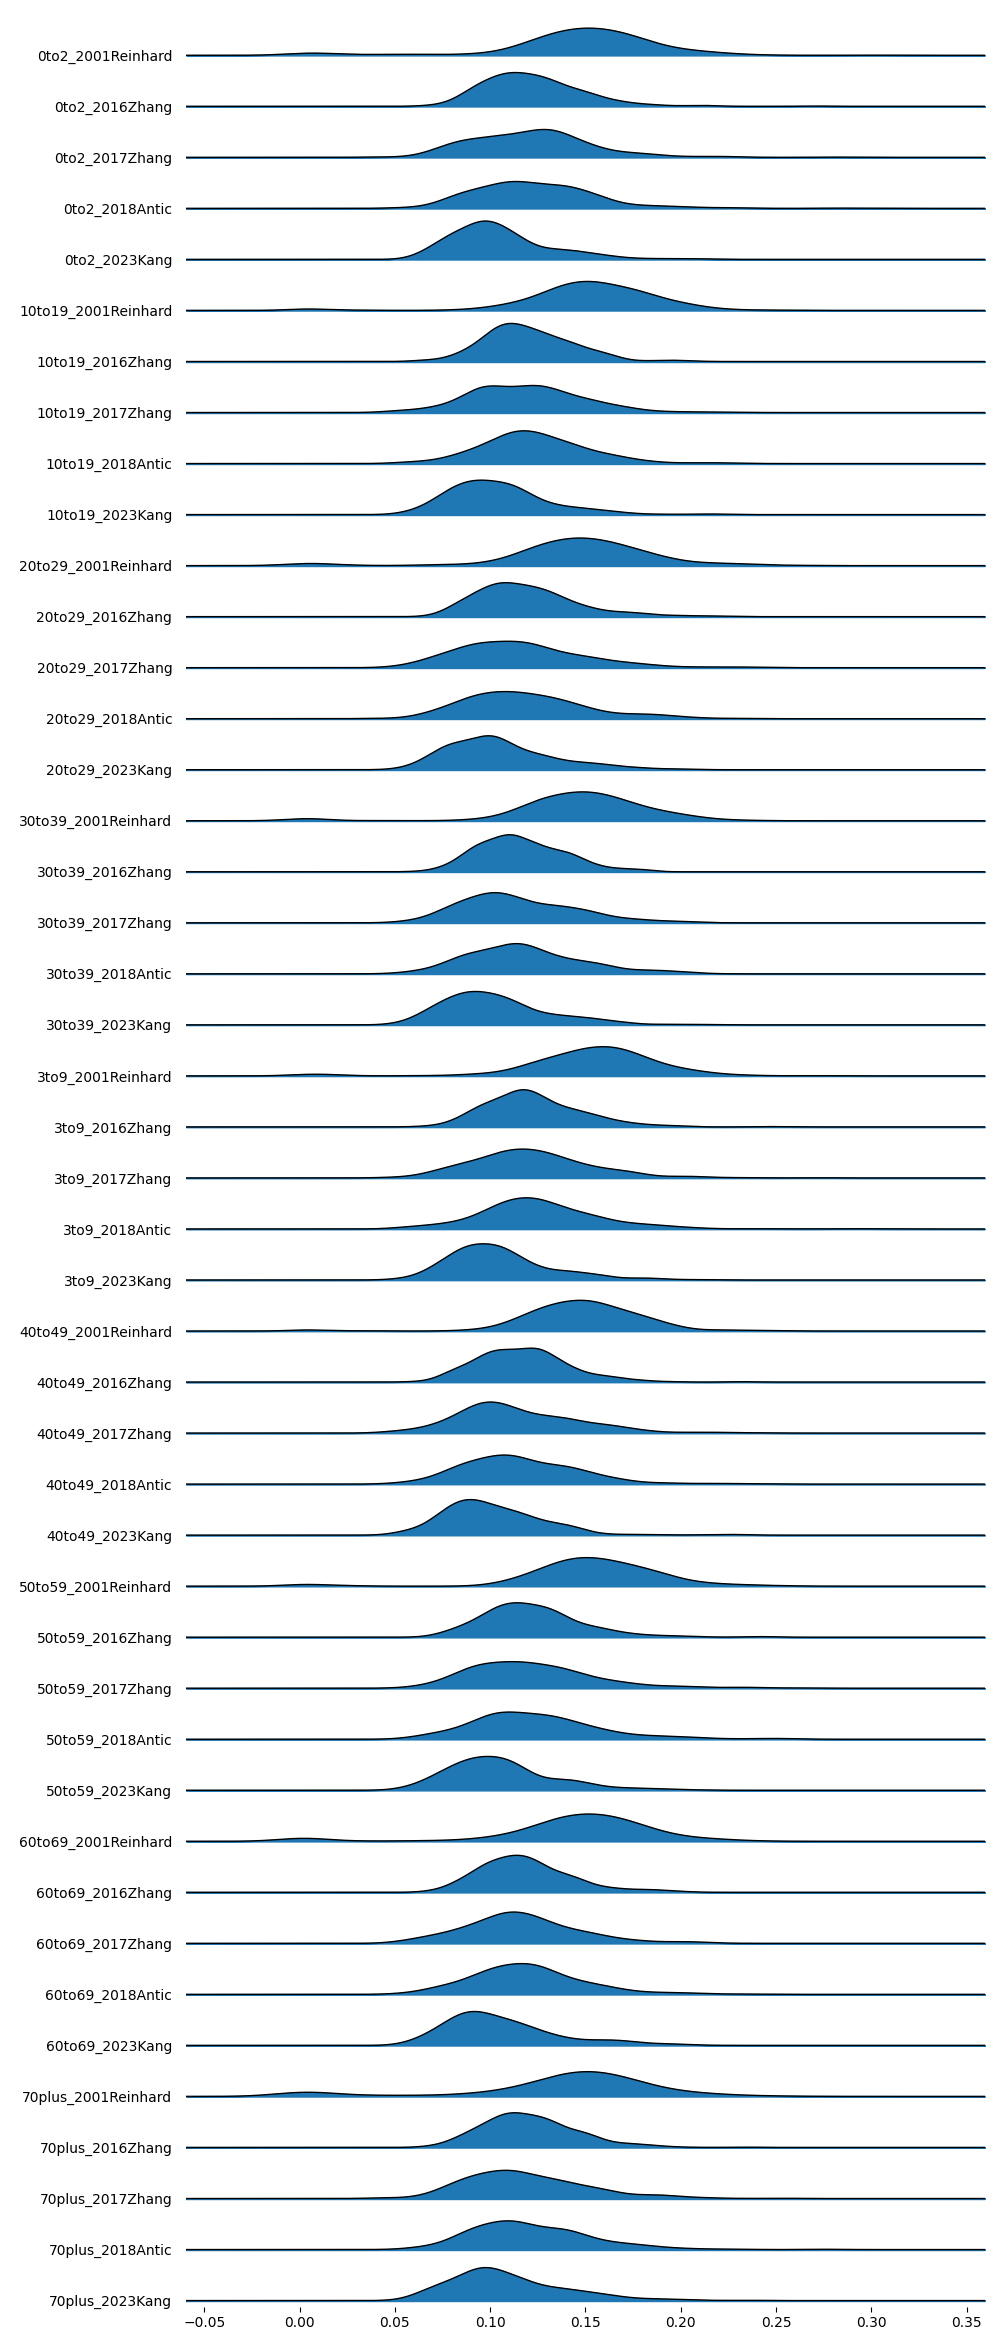 0to2_2001Reinhard
0to2_2016Zhang
0to2_2017Zhang
0to2_2018Antic
0to2_2023Kang
10to19_2001Reinhard
10to19_2016Zhang
10to19_2017Zhang
10to19_2018Antic
10to19_2023Kang
20to29_2001Reinhard
20to29_2016Zhang
20to29_2017Zhang
20to29_2018Antic
20to29_2023Kang
30to39_2001Reinhard
30to39_2016Zhang
30to39_2017Zhang
30to39_2018Antic
30to39_2023Kang
3to9_2001Reinhard
3to9_2016Zhang
3to9_2017Zhang
3to9_2018Antic
3to9_2023Kang
40to49_2001Reinhard
40to49_2016Zhang
40to49_2017Zhang
40to49_2018Antic
40to49_2023Kang
50to59_2001Reinhard
50to59_2016Zhang
50to59_2017Zhang
50to59_2018Antic
50to59_2023Kang
60to69_2001Reinhard
60to69_2016Zhang
60to69_2017Zhang
60to69_2018Antic
60to69_2023Kang
70plus_2001Reinhard
70plus_2016Zhang
70plus_2017Zhang
70plus_2018Antic
70plus_2023Kang
−0.05 0.00 0.05 0.10 0.15 0.20 0.25 0.30 0.35